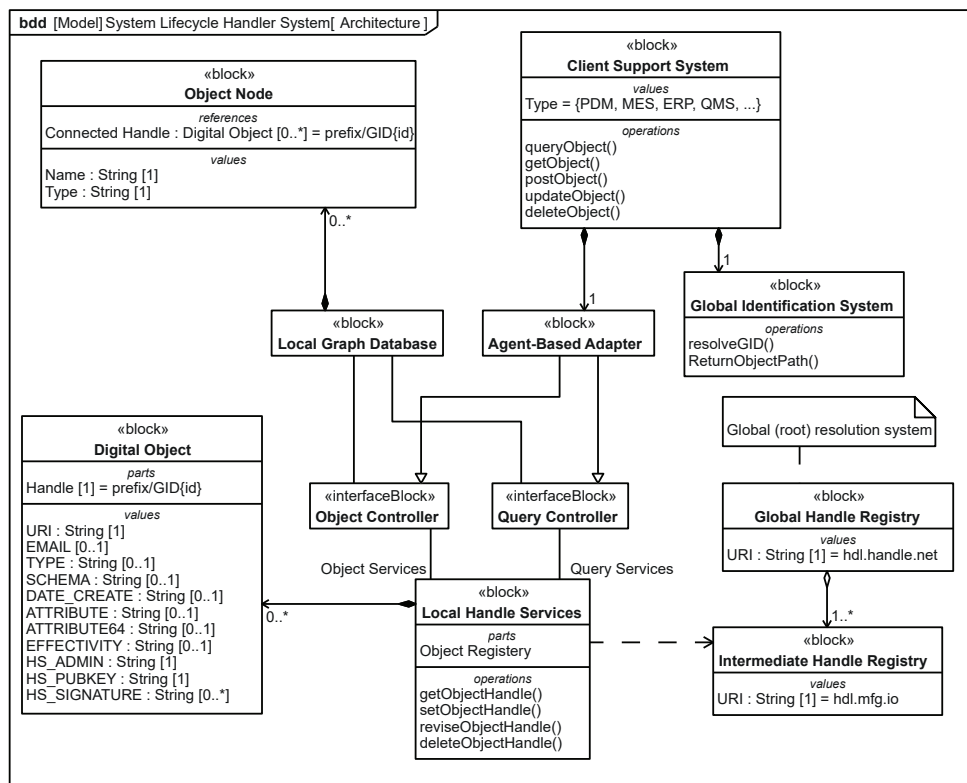 bdd [Model] System Lifecycle Handler System[ Architecture ]
«block»
Object Node
references
Connected Handle : Digital Object [0..*] = prefix/GID{id}
values
Name : String [1]
Type : String [1]
0..*
«block»
Client Support System
values
Type = {PDM, MES, ERP, QMS, ...}
operations
queryObject()
getObject()
postObject()
updateObject()
deleteObject()
1
1
«block»
Global Identification System
operations
resolveGID()
ReturnObjectPath()
«block»
Local Graph Database
«block»
Agent-Based Adapter
Global (root) resolution system
«block»
Digital Object
parts
Handle [1] = prefix/GID{id}
values
URI : String [1]
EMAIL [0..1]
TYPE : String [0..1]
SCHEMA : String [0..1]
DATE_CREATE : String [0..1]
ATTRIBUTE : String [0..1]
ATTRIBUTE64 : String [0..1]
EFFECTIVITY : String [0..1]
HS_ADMIN : String [1]
HS_PUBKEY : String [1]
HS_SIGNATURE : String [0..*]
0..*
«interfaceBlock»
Object Controller
«interfaceBlock»
Query Controller
Object Services
Query Services
«block»
Local Handle Services
parts
Object Registery
operations
getObjectHandle()
setObjectHandle()
reviseObjectHandle()
deleteObjectHandle()
«block»
Global Handle Registry
values
URI : String [1] = hdl.handle.net
1..*
«block»
Intermediate Handle Registry
values
URI : String [1] = hdl.mfg.io